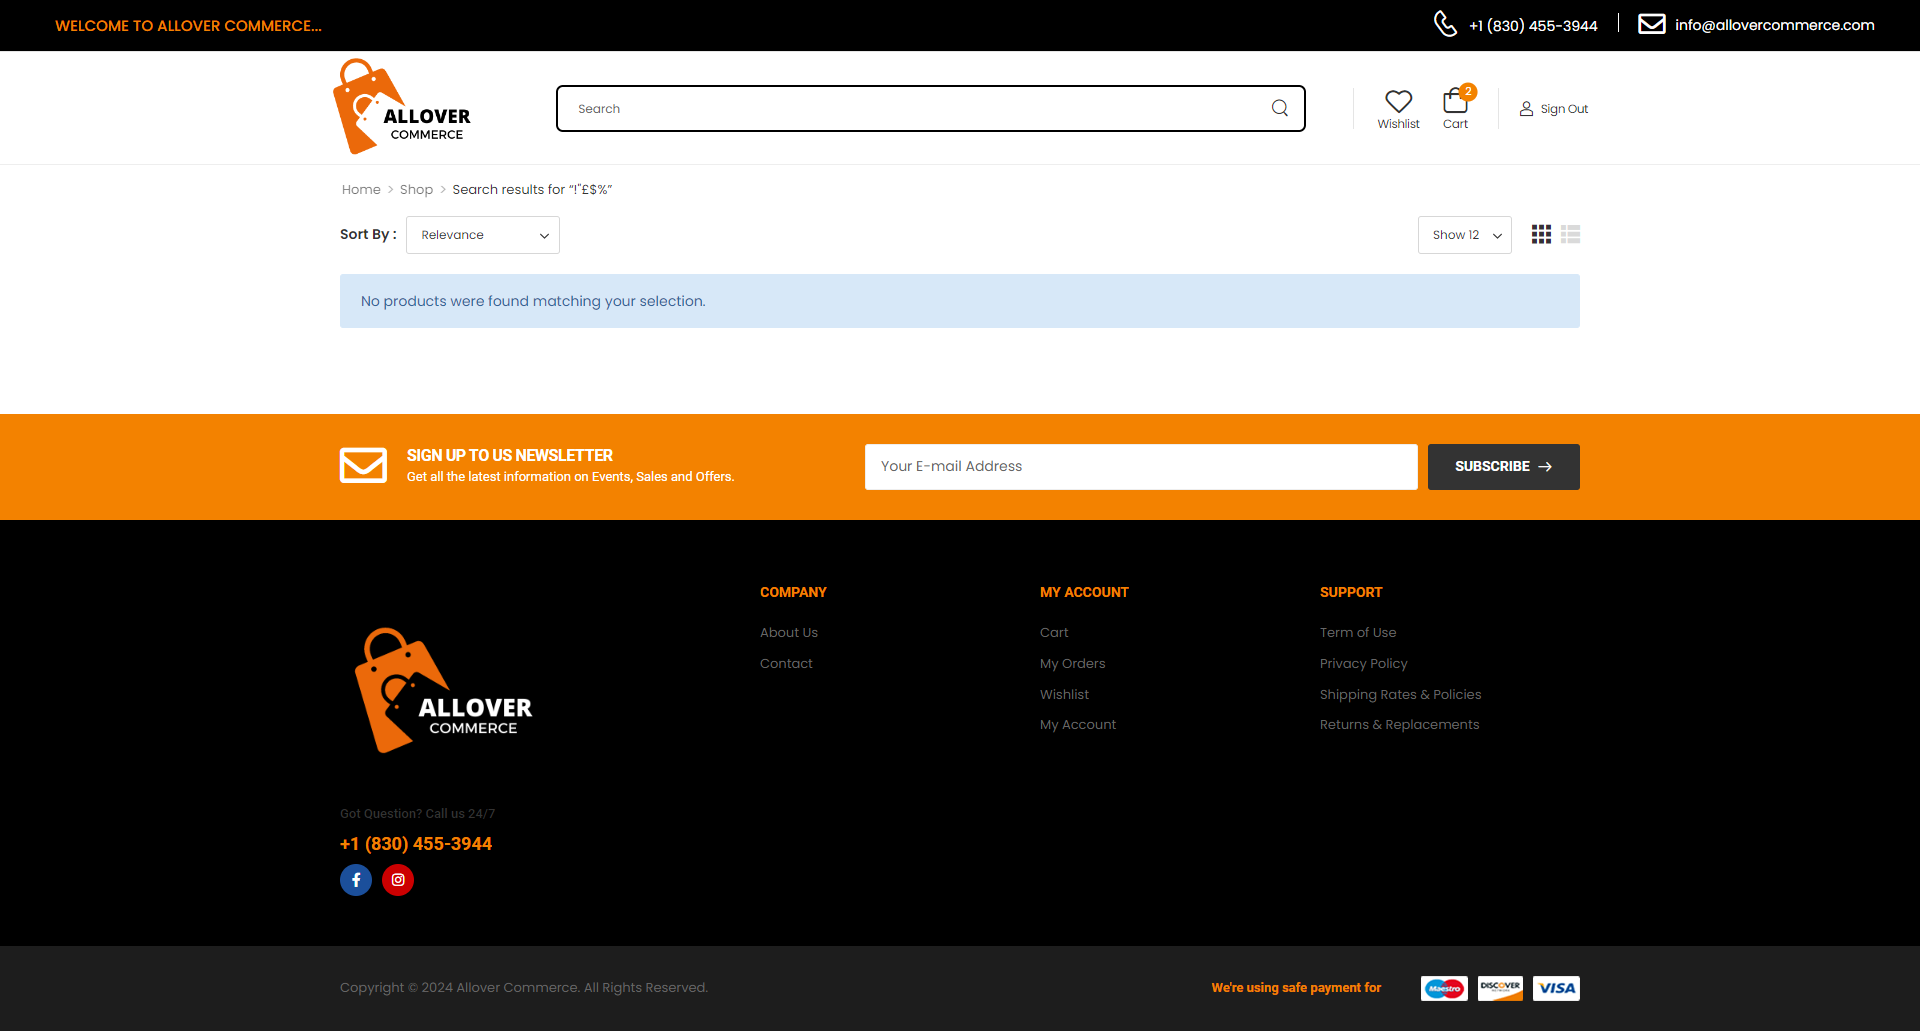 WELCOME TO ALLOVER COMMERCE...
+1 (830) 455-3944
info@allovercommerce.com
ALLOVER
COMMERCE
Search
Wishlist
2
Cart
Sign Out
Home > Shop > Search results for “!"£$%”
Sort By :
Relevance
Show 12
No products were found matching your selection.
SIGN UP TO US NEWSLETTER
Get all the latest information on Events, Sales and Offers.
Your E-mail Address
SUBSCRIBE
ALLOVER
COMMERCE
Got Question? Call us 24/7
+1 (830) 455-3944
COMPANY
About Us
Contact
MY ACCOUNT
Cart
My Orders
Wishlist
My Account
SUPPORT
Term of Use
Privacy Policy
Shipping Rates & Policies
Returns & Replacements
Copyright © 2024 Allover Commerce. All Rights Reserved.
We're using safe payment for
Maestro
DISCOVER
NETWORK
VISA